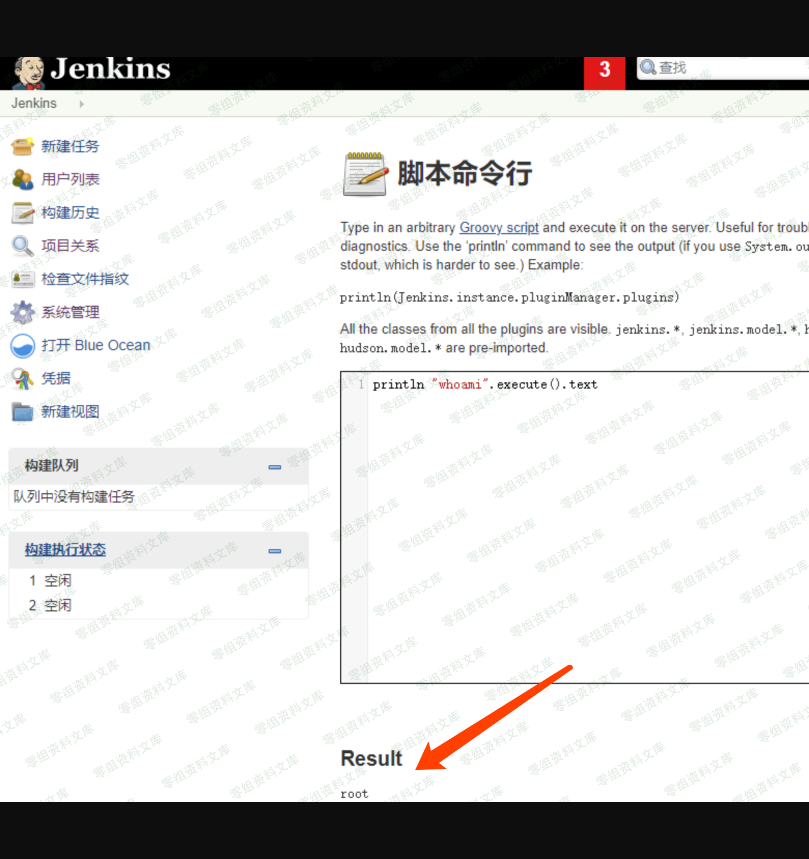 Jenkins
3
查找
Jenkins
新建任务
用户列表
构建历史
项目关系
检查文件指纹
系统管理
打开 Blue Ocean
凭据
新建视图
构建队列
队列中没有构建任务
构建执行状态
1 空闲
2 空闲
脚本命令行
Type in an arbitrary Groovy script and execute it on the server. Useful for troubl
diagnostics. Use the 'println' command to see the output (if you use System.ou
stdout, which is harder to see.) Example:
println(Jenkins.instance.pluginManager.plugins)
All the classes from all the plugins are visible. jenkins.*, jenkins.model.*, h
hudson.model.* are pre-imported.
1 println "whoami".execute().text
Result
root
零组资料文库